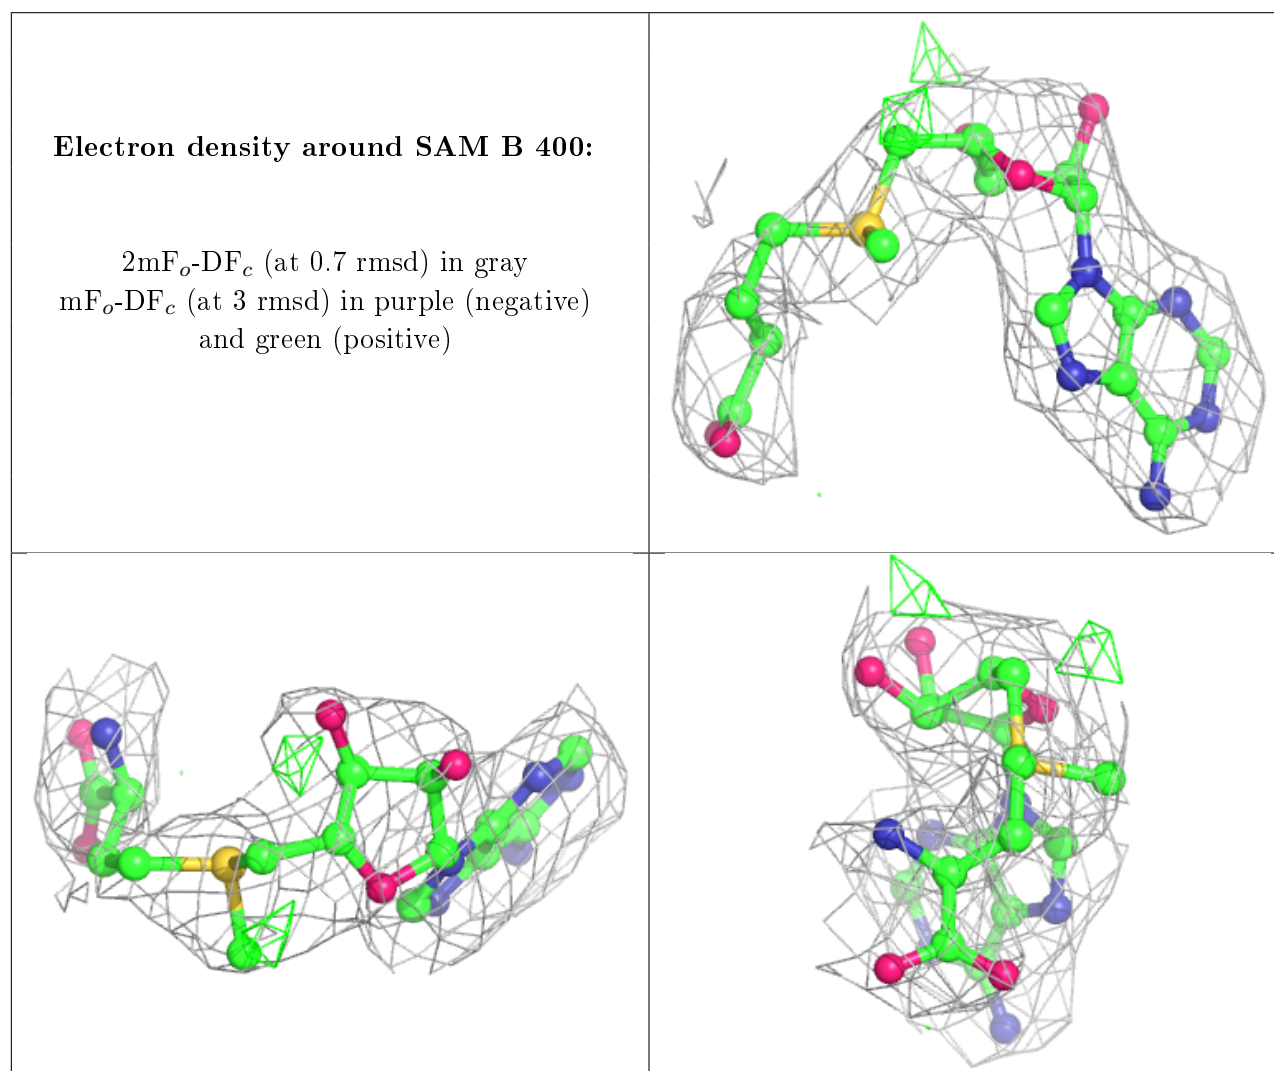 Electron density around SAM B 400:
2mFₒ-DF𝒸 (at 0.7 rmsd) in gray
mFₒ-DF𝒸 (at 3 rmsd) in purple (negative)
and green (positive)